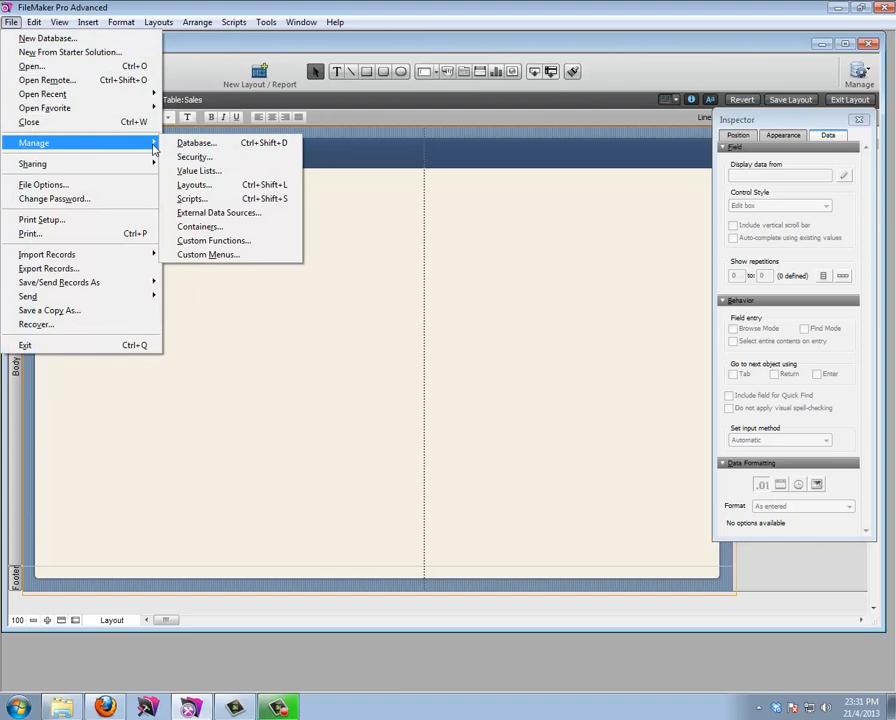 FileMaker Pro Advanced
File Edit View Insert Format Layouts Arrange Scripts Tools Window Help
New Database...
New From Starter Solution...
Open... Ctrl+O
Open Remote... Ctrl+Shift+O
Open Recent
Open Favorite
Close Ctrl+W
Manage
Sharing
File Options...
Change Password...
Print Setup...
Print... Ctrl+P
Import Records
Export Records...
Save/Send Records As
Send
Save a Copy As...
Recover...
Exit Ctrl+Q
Database... Ctrl+Shift+D
Security...
Value Lists...
Layouts... Ctrl+Shift+L
Scripts... Ctrl+Shift+S
External Data Sources...
Containers...
Custom Functions...
Custom Menus...
New Layout / Report
Manage
Table: Sales
Revert Save Layout Exit Layout
B I U
Line
Inspector
Position Appearance Data
Field
Display data from
Control Style
Edit box
Include vertical scroll bar
Auto-complete using existing values
Show repetitions
0 to: 0 (0 defined)
Behavior
Field entry
Browse Mode Find Mode
Select entire contents on entry
Go to next object using
Tab Return Enter
Include field for Quick Find
Do not apply visual spell-checking
Set input method
Automatic
Data Formatting
.01
Format As entered
No options available
Body
Footer
100 Layout
23:31 PM
21/4/2013